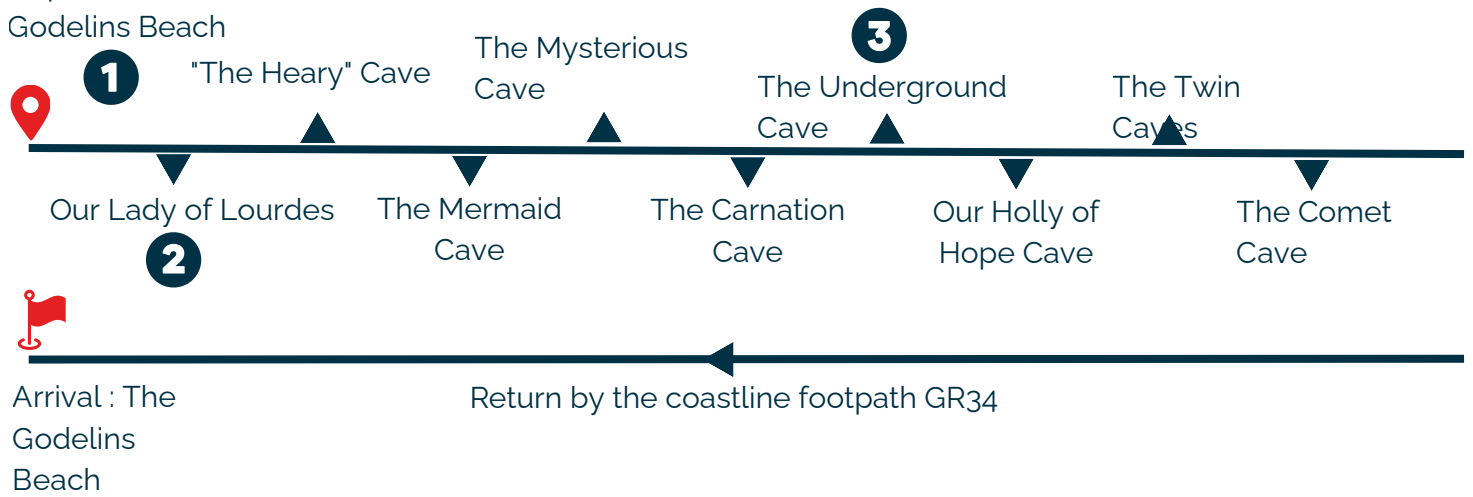 Godelins Beach
1
"The Heary" Cave
The Mysterious
Cave
3
The Underground
Cave
The Twin
Caves
Our Lady of Lourdes
2
The Mermaid
Cave
The Carnation
Cave
Our Holly of
Hope Cave
The Comet
Cave
Arrival : The
Godelins
Beach
Return by the coastline footpath GR34